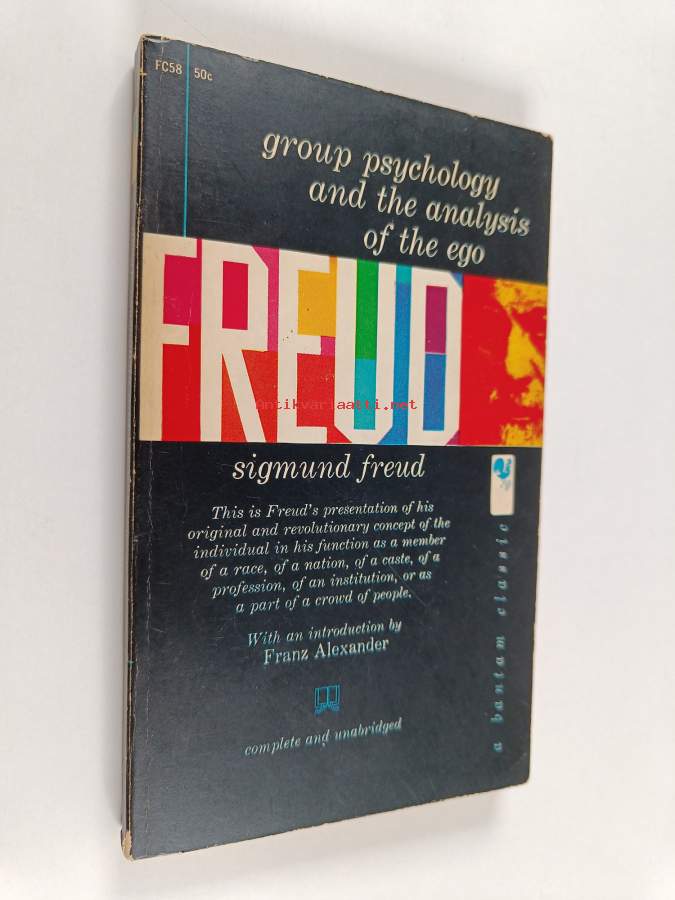 FC58 50c
group psychology
and the analysis
of the ego
FREUD
Antikvariaatti.net
sigmund freud
This is Freud's presentation of his
original and revolutionary concept of the
individual in his function as a member
of a race, of a nation, of a caste, of a
profession, of an institution, or as
a part of a crowd of people.
With an introduction by
Franz Alexander
complete and unabridged
a bantam classic